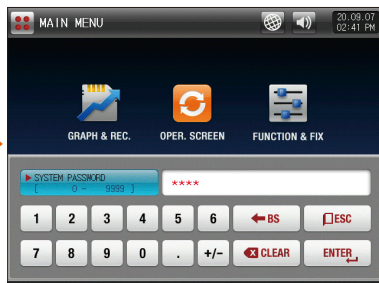 MAIN MENU
20.09.07
02:41 PM
GRAPH & REC.
OPER. SCREEN
FUNCTION & FIX
SYSTEM PASSWORD
[ 0 - 9999 ]
****
1 2 3 4 5 6 BS ESC
7 8 9 0 . +/- CLEAR ENTER